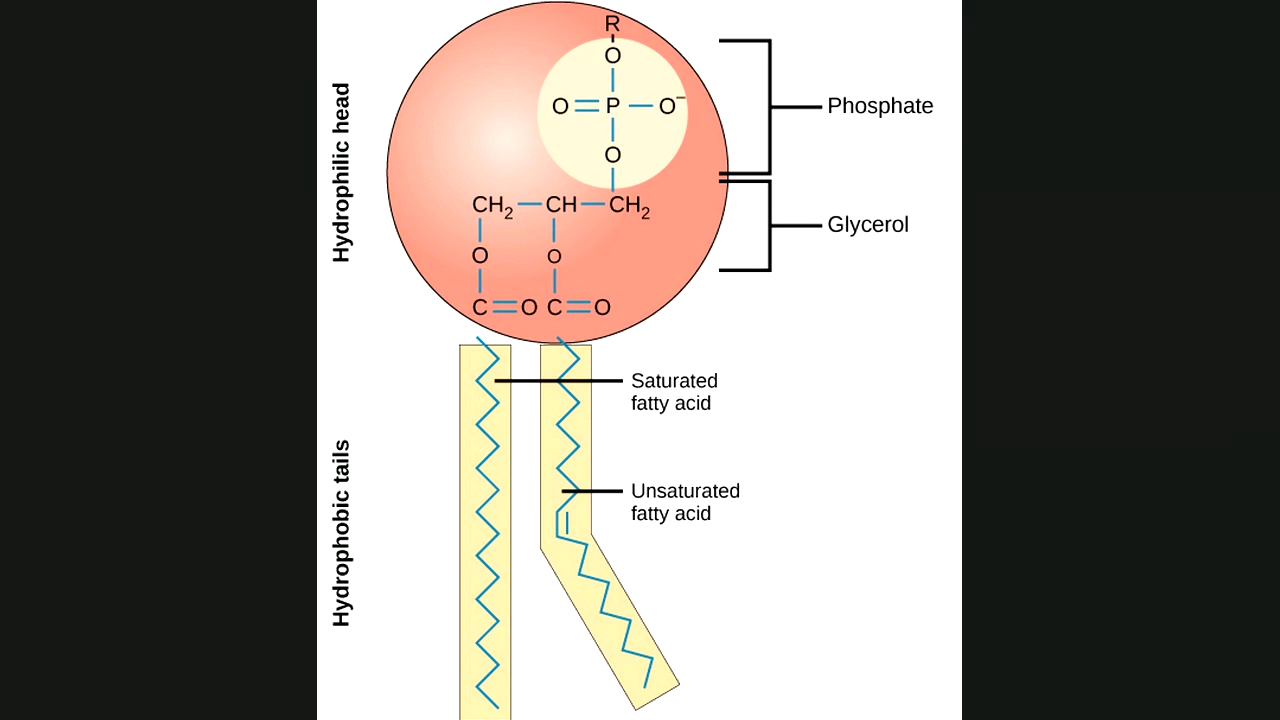 Hydrophilic head
R
O
O=P—O⁻
O
CH₂—CH—CH₂
O O
C=O C=O
Phosphate
Glycerol
Hydrophobic tails
Saturated
fatty acid
Unsaturated
fatty acid